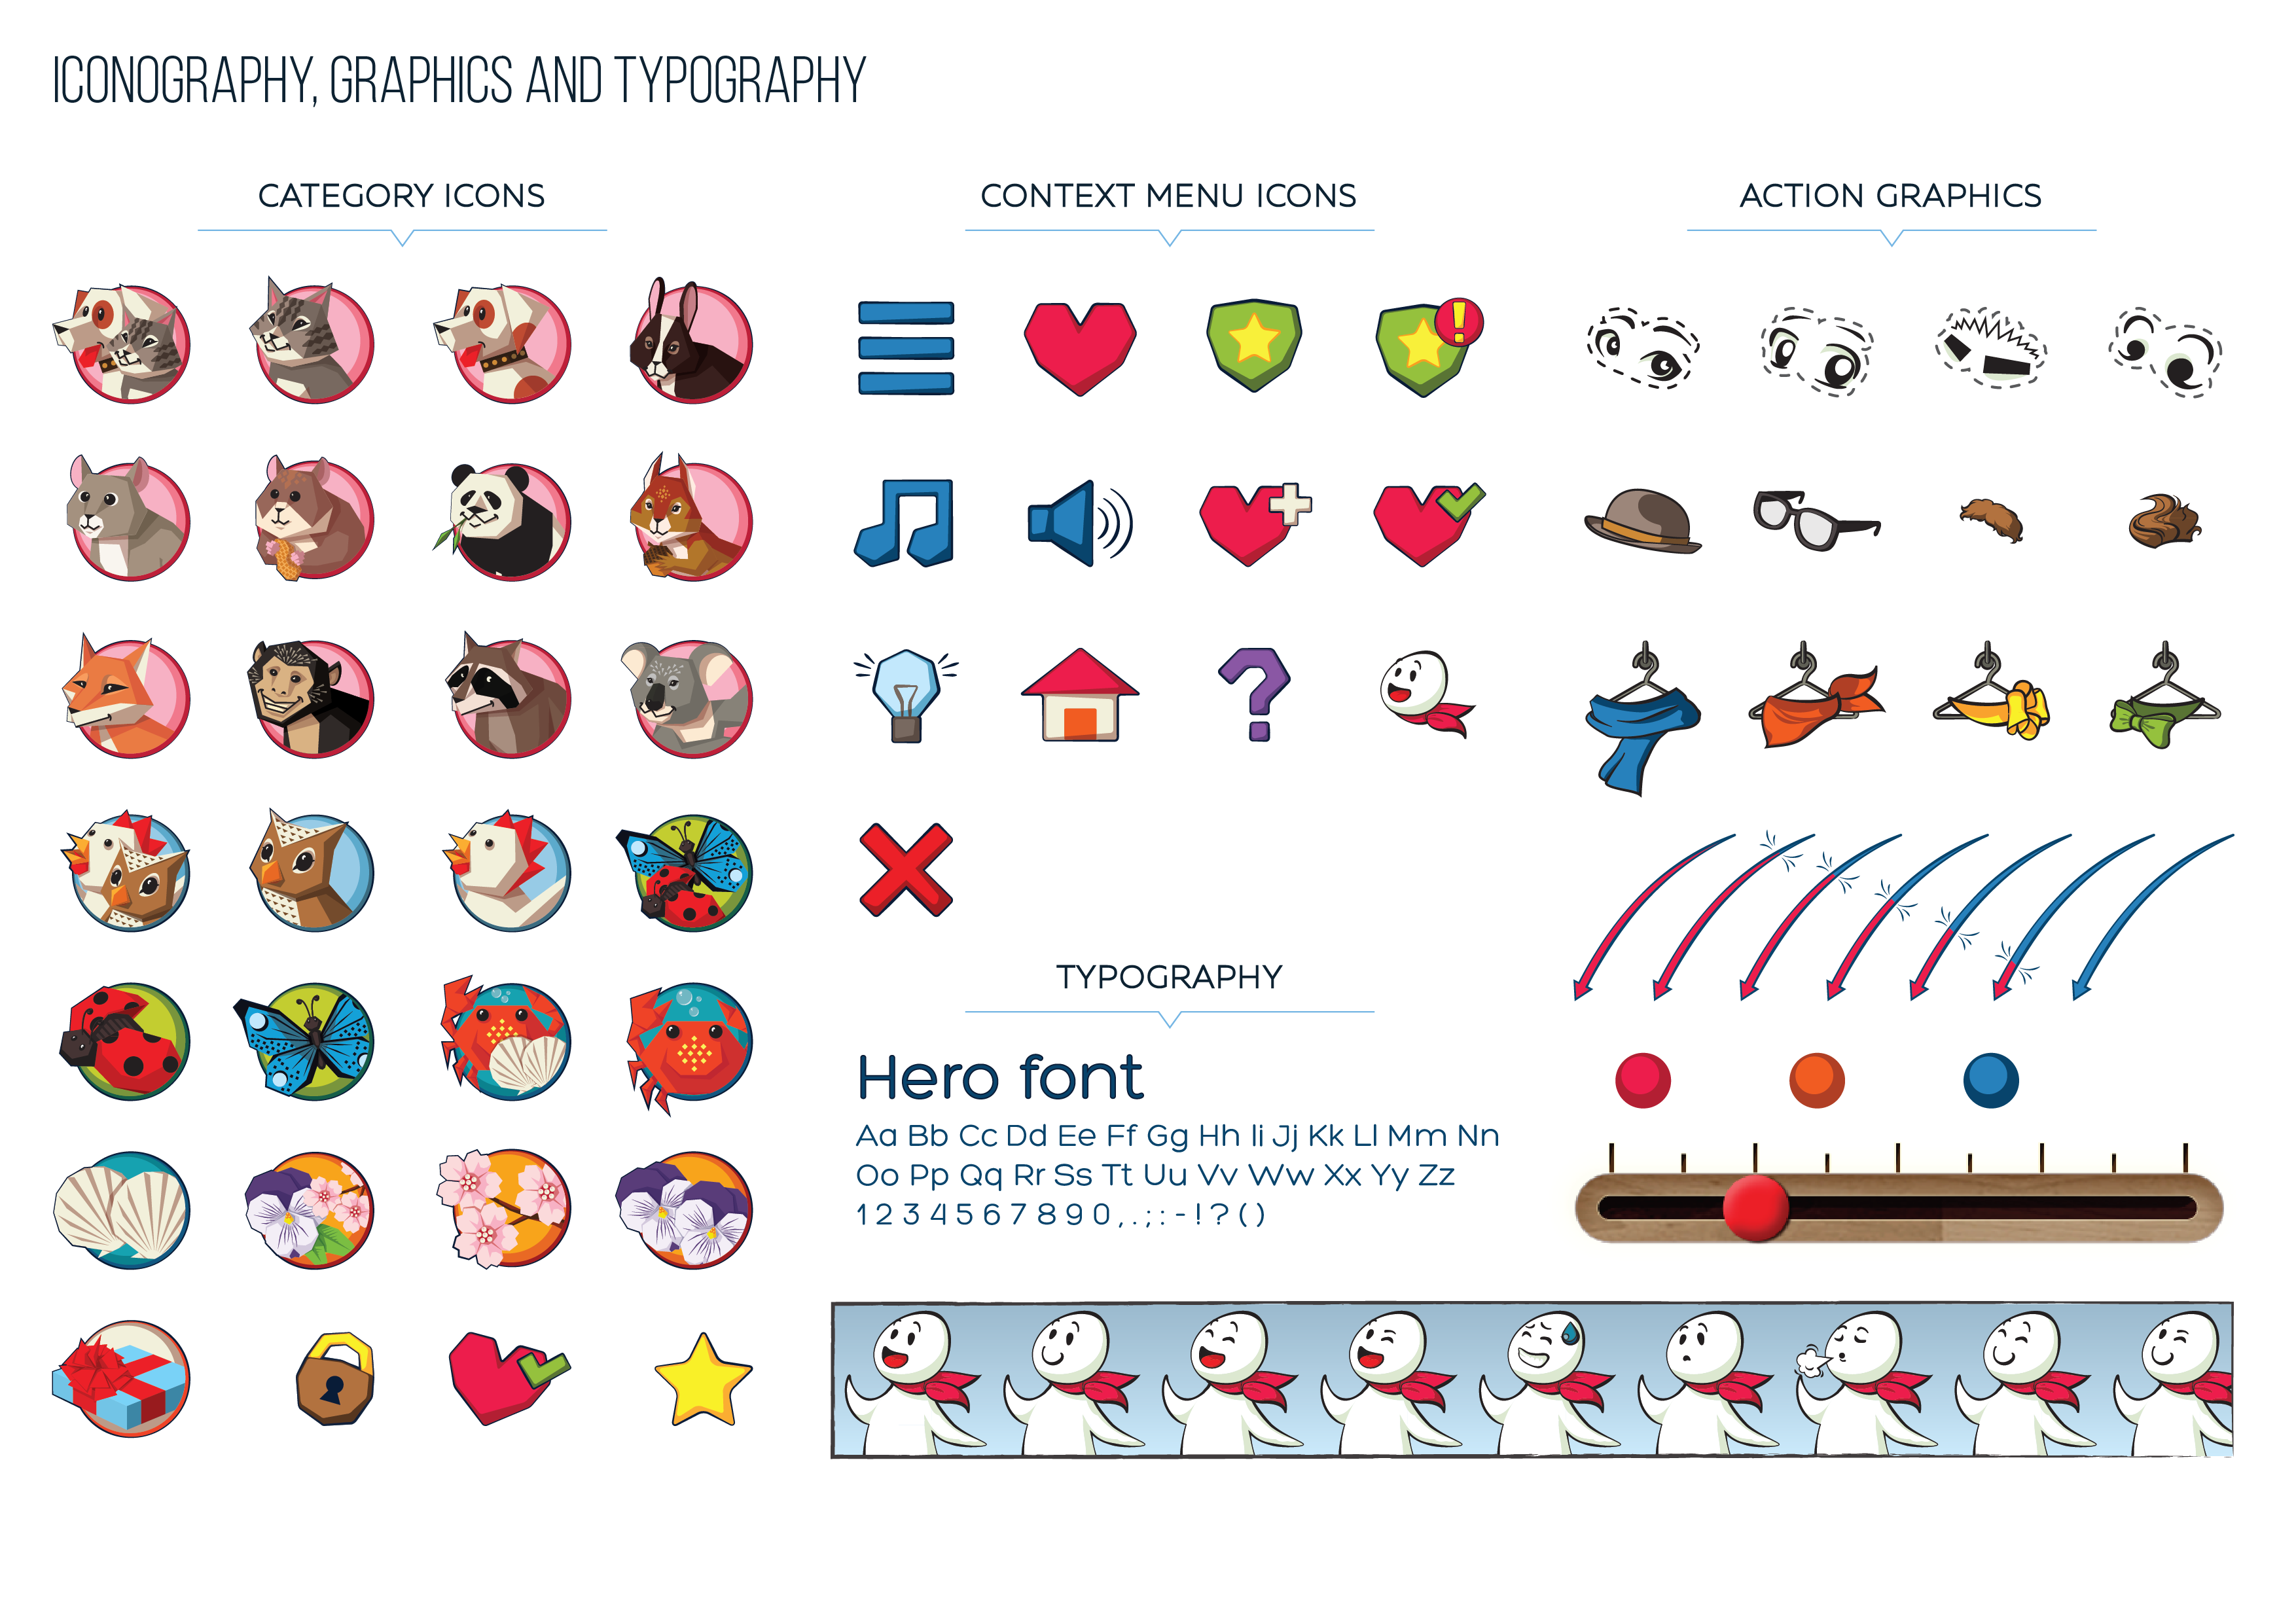 ICONOGRAPHY, GRAPHICS AND TYPOGRAPHY
CATEGORY ICONS
CONTEXT MENU ICONS
ACTION GRAPHICS
TYPOGRAPHY
Hero font
Aa Bb Cc Dd Ee Ff Gg Hh Ii Jj Kk Ll Mm Nn
Oo Pp Qq Rr Ss Tt Uu Vv Ww Xx Yy Zz
1 2 3 4 5 6 7 8 9 0 , . ; : - ! ? ( )